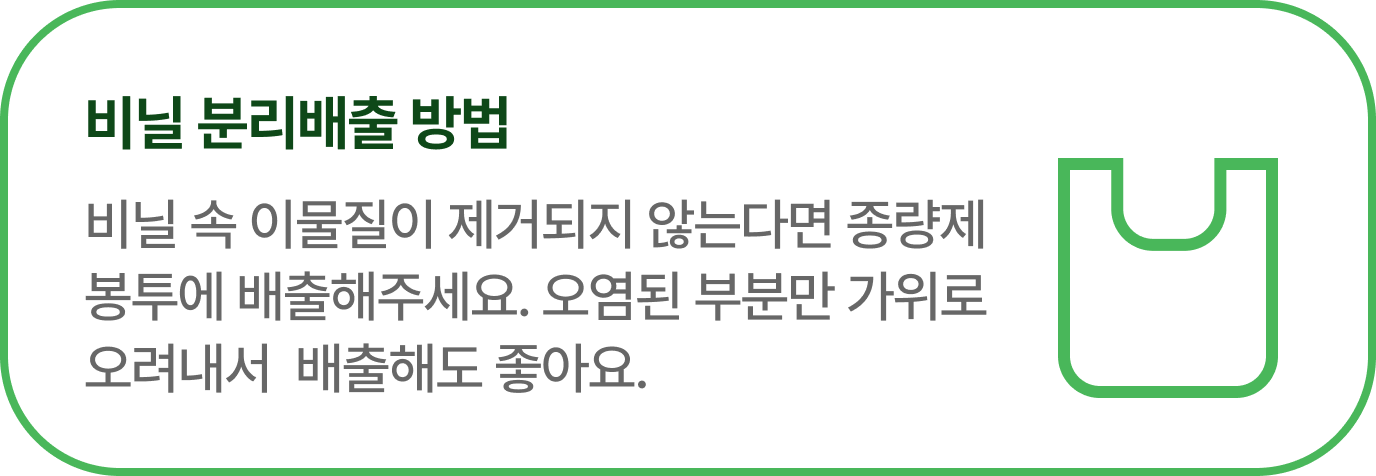 비닐 분리배출 방법
비닐 속 이물질이 제거되지 않는다면 종량제
봉투에 배출해주세요. 오염된 부분만 가위로
오려내서  배출해도 좋아요.